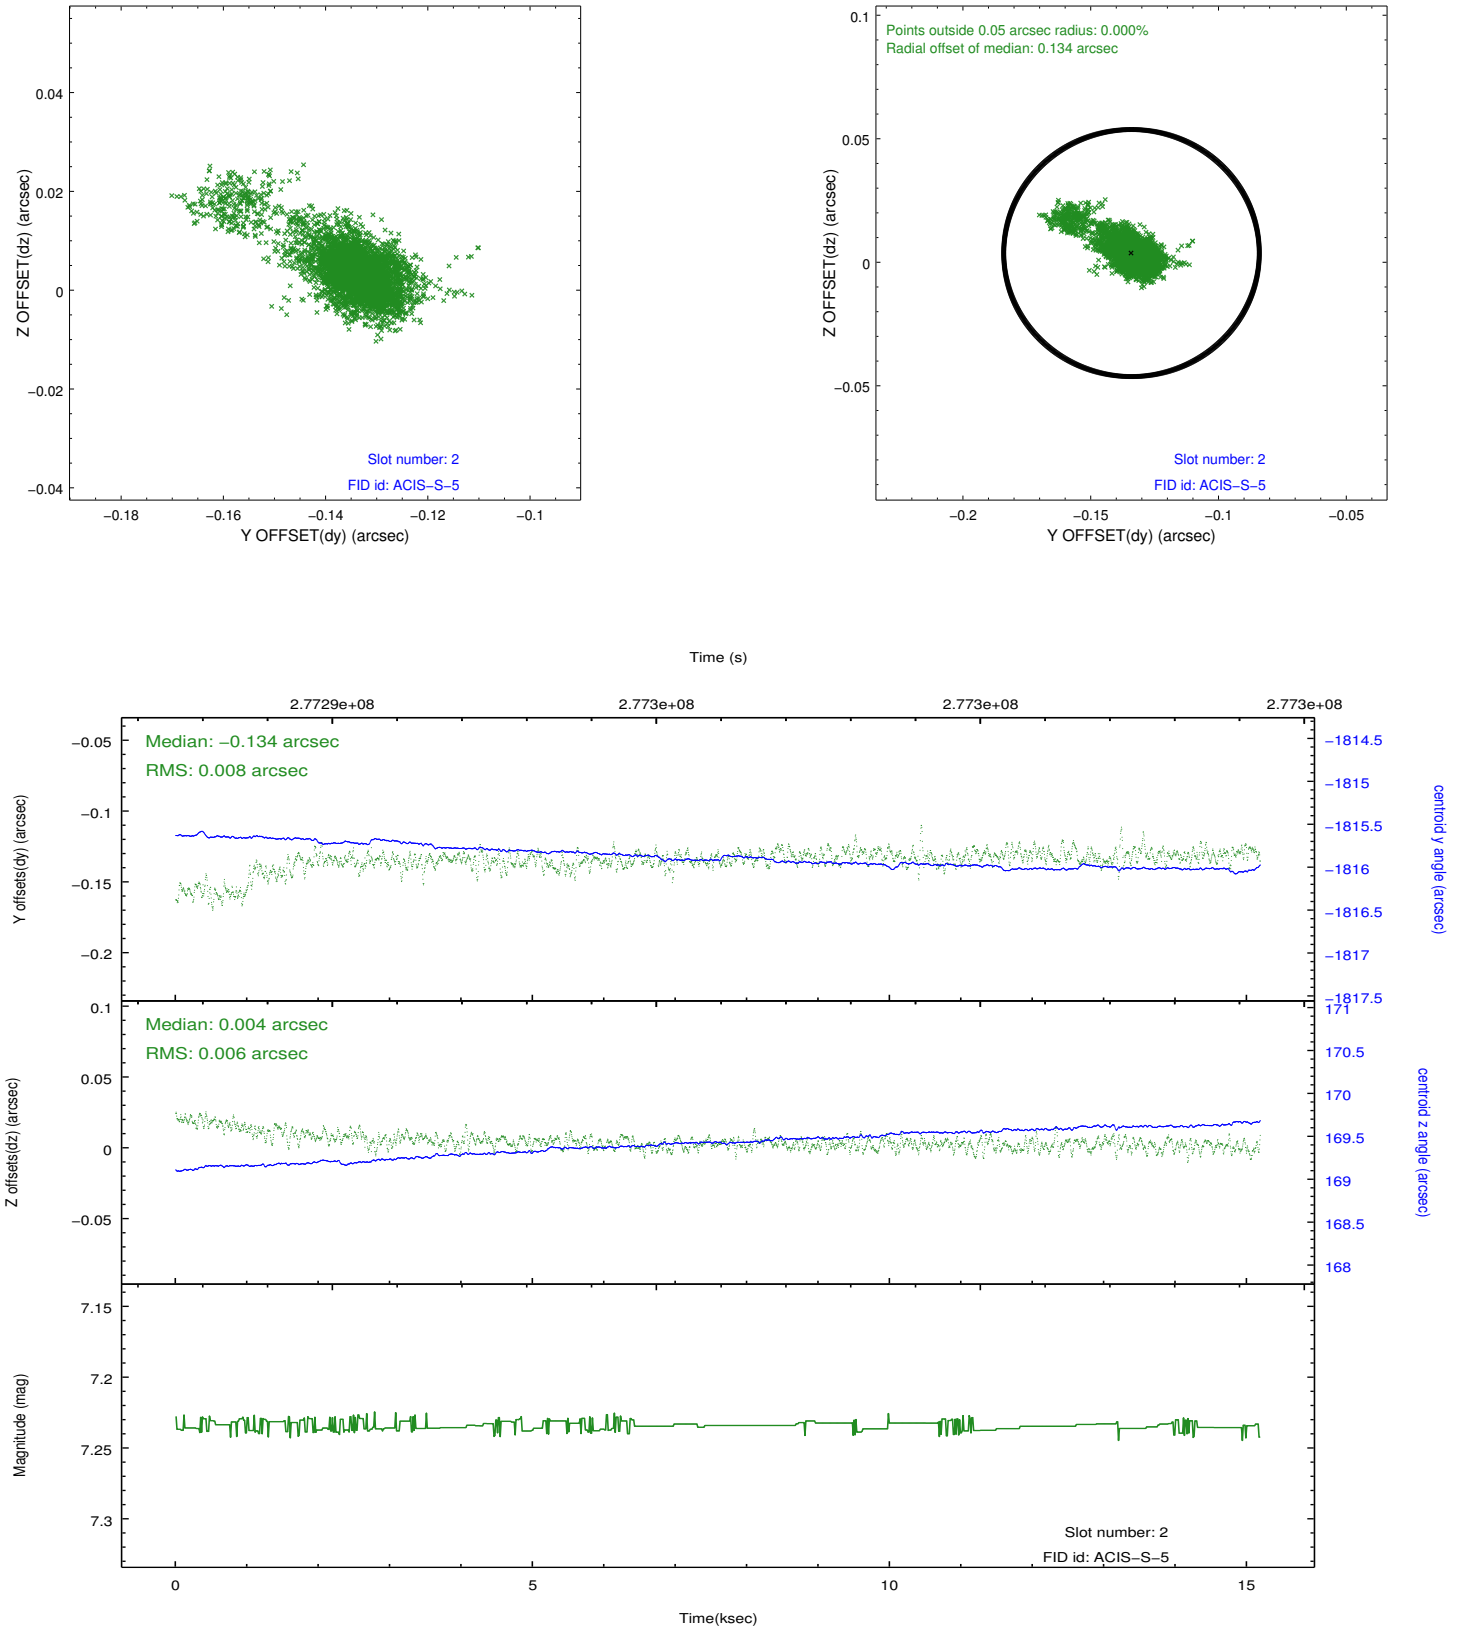 0.04
0.02
0
−0.02
−0.04
Z OFFSET(dz) (arcsec)
Slot number: 2
FID id: ACIS−S−5
−0.18 −0.16 −0.14 −0.12 −0.1
Y OFFSET(dy) (arcsec)
Points outside 0.05 arcsec radius: 0.000%
Radial offset of median: 0.134 arcsec
0.1
0.05
0
−0.05
Z OFFSET(dz) (arcsec)
Slot number: 2
FID id: ACIS−S−5
−0.2 −0.15 −0.1 −0.05
Y OFFSET(dy) (arcsec)
Time (s)
2.7729e+08 2.773e+08 2.773e+08 2.773e+08
Median: −0.134 arcsec
RMS: 0.008 arcsec
−0.05
−0.1
−0.15
−0.2
Y offsets(dy) (arcsec)
−1814.5
−1815
−1815.5
−1816
−1816.5
−1817
−1817.5
centroid y angle (arcsec)
Median: 0.004 arcsec
RMS: 0.006 arcsec
0.1
0.05
0
−0.05
Z offsets(dz) (arcsec)
171
170.5
170
169.5
169
168.5
168
centroid z angle (arcsec)
7.15
7.2
7.25
7.3
Magnitude (mag)
Slot number: 2
FID id: ACIS−S−5
0 5 10 15
Time(ksec)